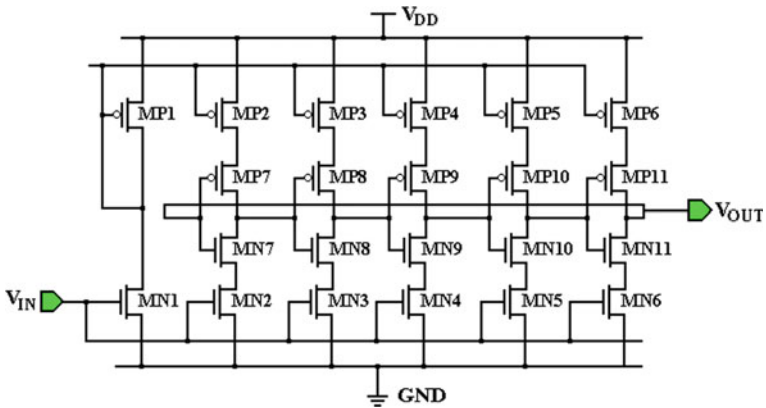 VDD
MP1 MP2 MP3 MP4 MP5 MP6
MP7 MP8 MP9 MP10 MP11
VOUT
MN7 MN8 MN9 MN10 MN11
VIN MN1 MN2 MN3 MN4 MN5 MN6
GND